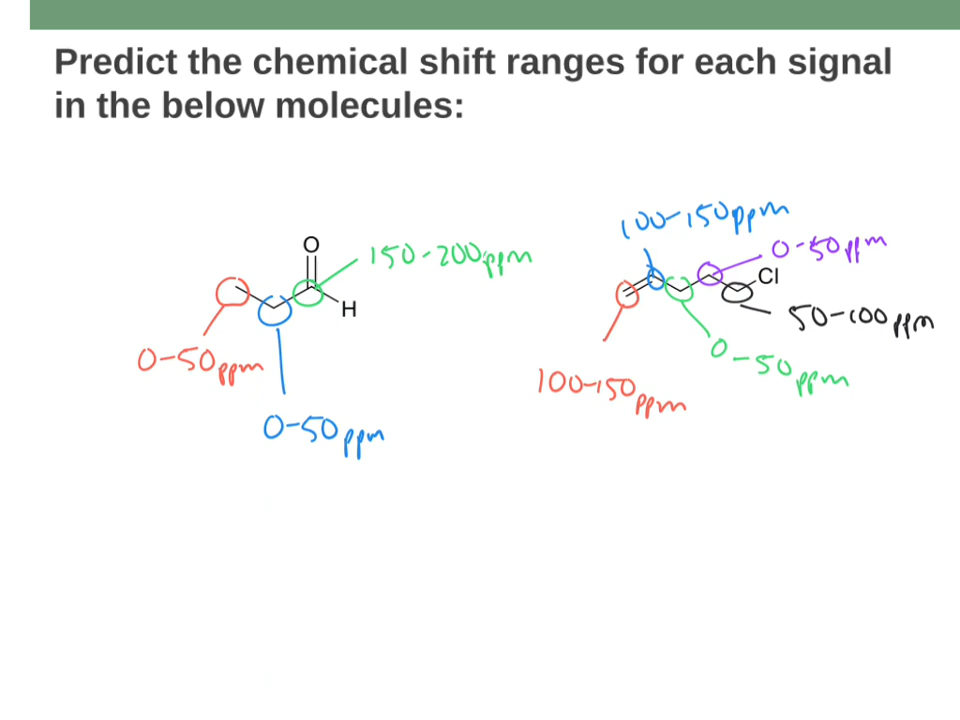 Predict the chemical shift ranges for each signal
in the below molecules:
O
H
150-200ppm
0-50ppm
0-50ppm
100-150ppm
0-50ppm
Cl
50-100ppm
0-50ppm
100-150ppm